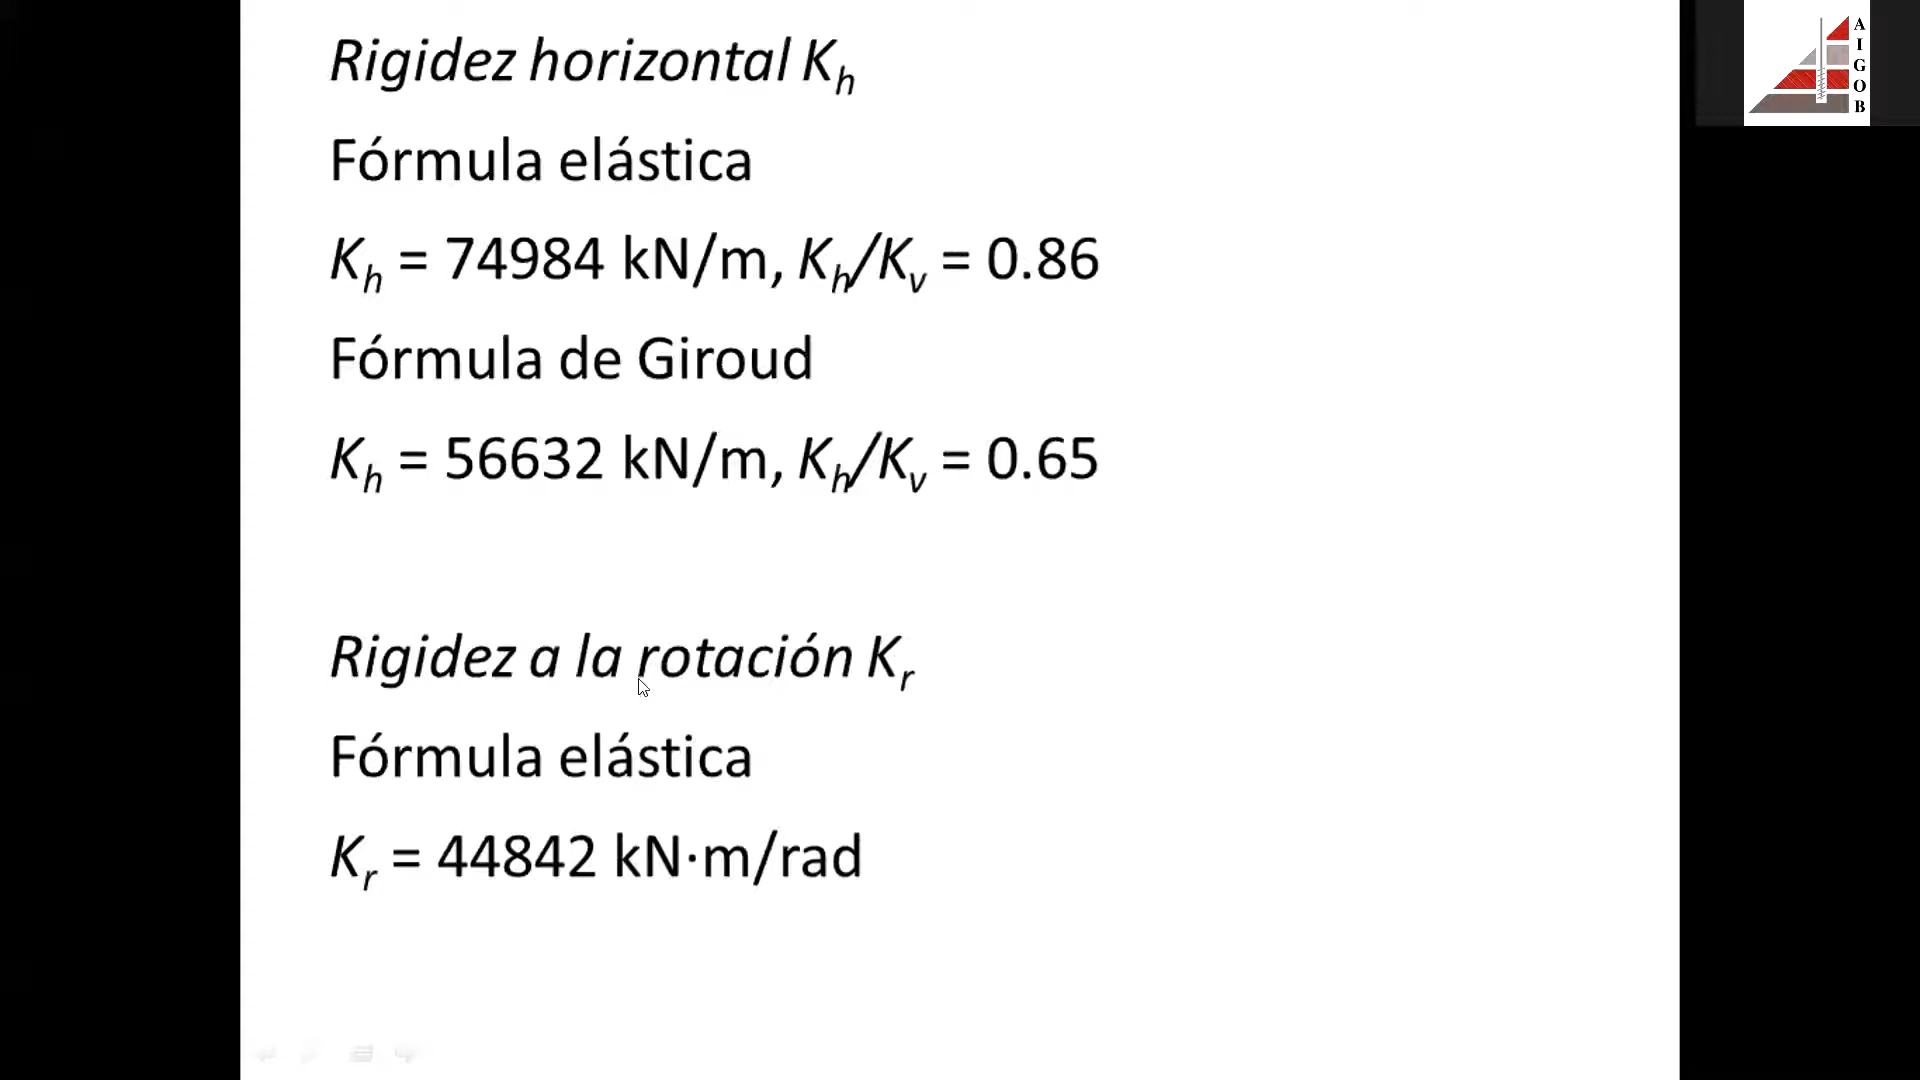 Rigidez horizontal Kh
Fórmula elástica
Kh = 74984 kN/m, Kh/Kv = 0.86
Fórmula de Giroud
Kh = 56632 kN/m, Kh/Kv = 0.65
Rigidez a la rotación Kr
Fórmula elástica
Kr = 44842 kN·m/rad
AIGOB